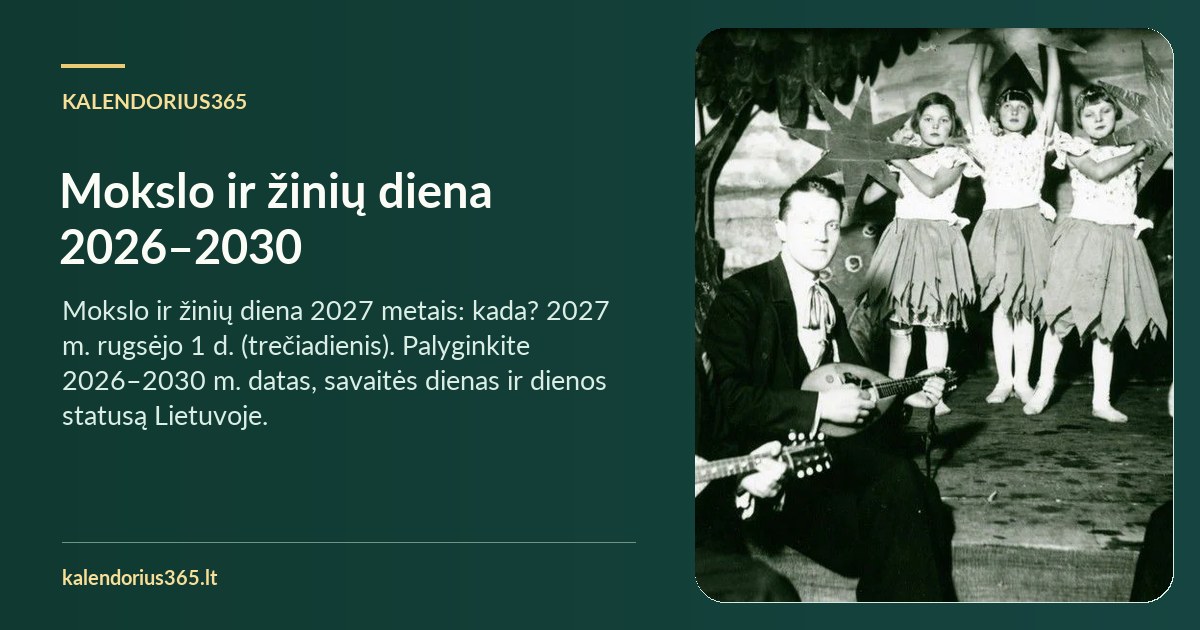 KALENDORIUS365
Mokslo ir žinių diena
2026–2030
Mokslo ir žinių diena 2027 metais: kada? 2027
m. rugsėjo 1 d. (trečiadienis). Palyginkite
2026–2030 m. datas, savaitės dienas ir dienos
statusą Lietuvoje.
kalendorius365.lt